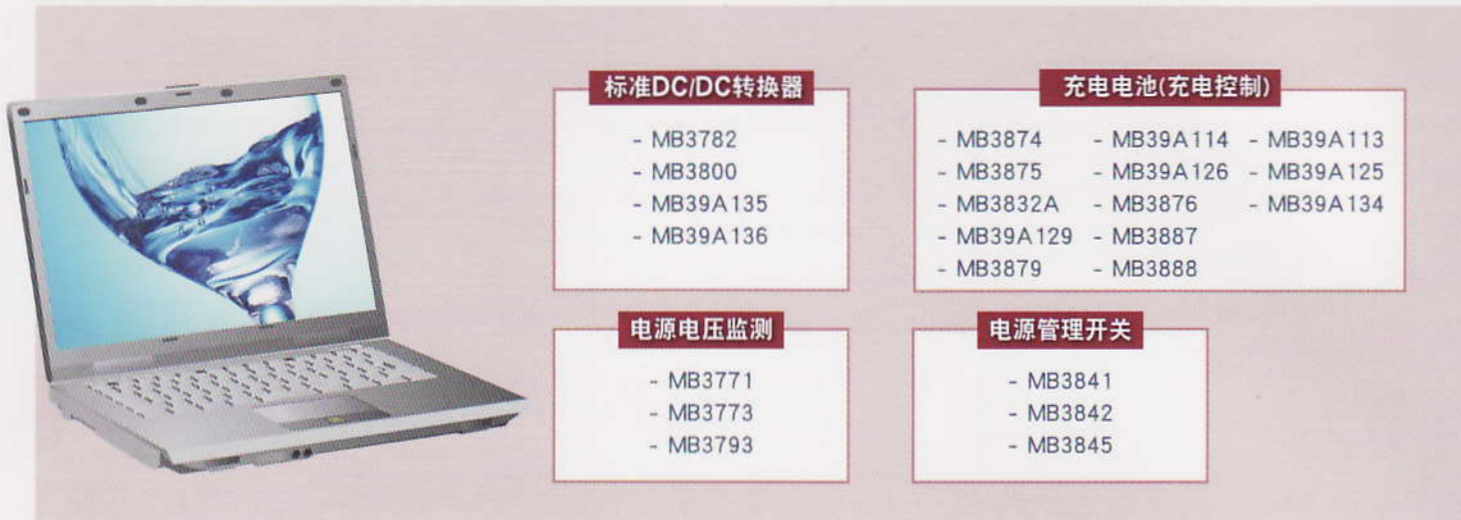 标准DC/DC转换器
- MB3782
- MB3800
- MB39A135
- MB39A136
充电电池(充电控制)
- MB3874 - MB39A114 - MB39A113
- MB3875 - MB39A126 - MB39A125
- MB3832A - MB3876 - MB39A134
- MB39A129 - MB3887
- MB3879 - MB3888
电源电压监测
- MB3771
- MB3773
- MB3793
电源管理开关
- MB3841
- MB3842
- MB3845